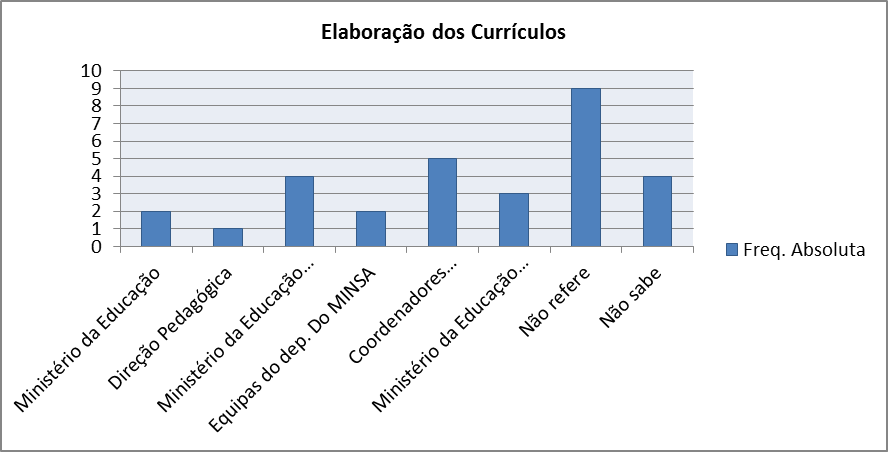 Elaboração dos Currículos
10
9
8
7
6
5
4
3
2
1
0
Ministério da Educação
Direção Pedagógica
Ministério da Educação...
Equipas do dep. Do MINSA
Coordenadores...
Ministério da Educação...
Não refere
Não sabe
Freq. Absoluta